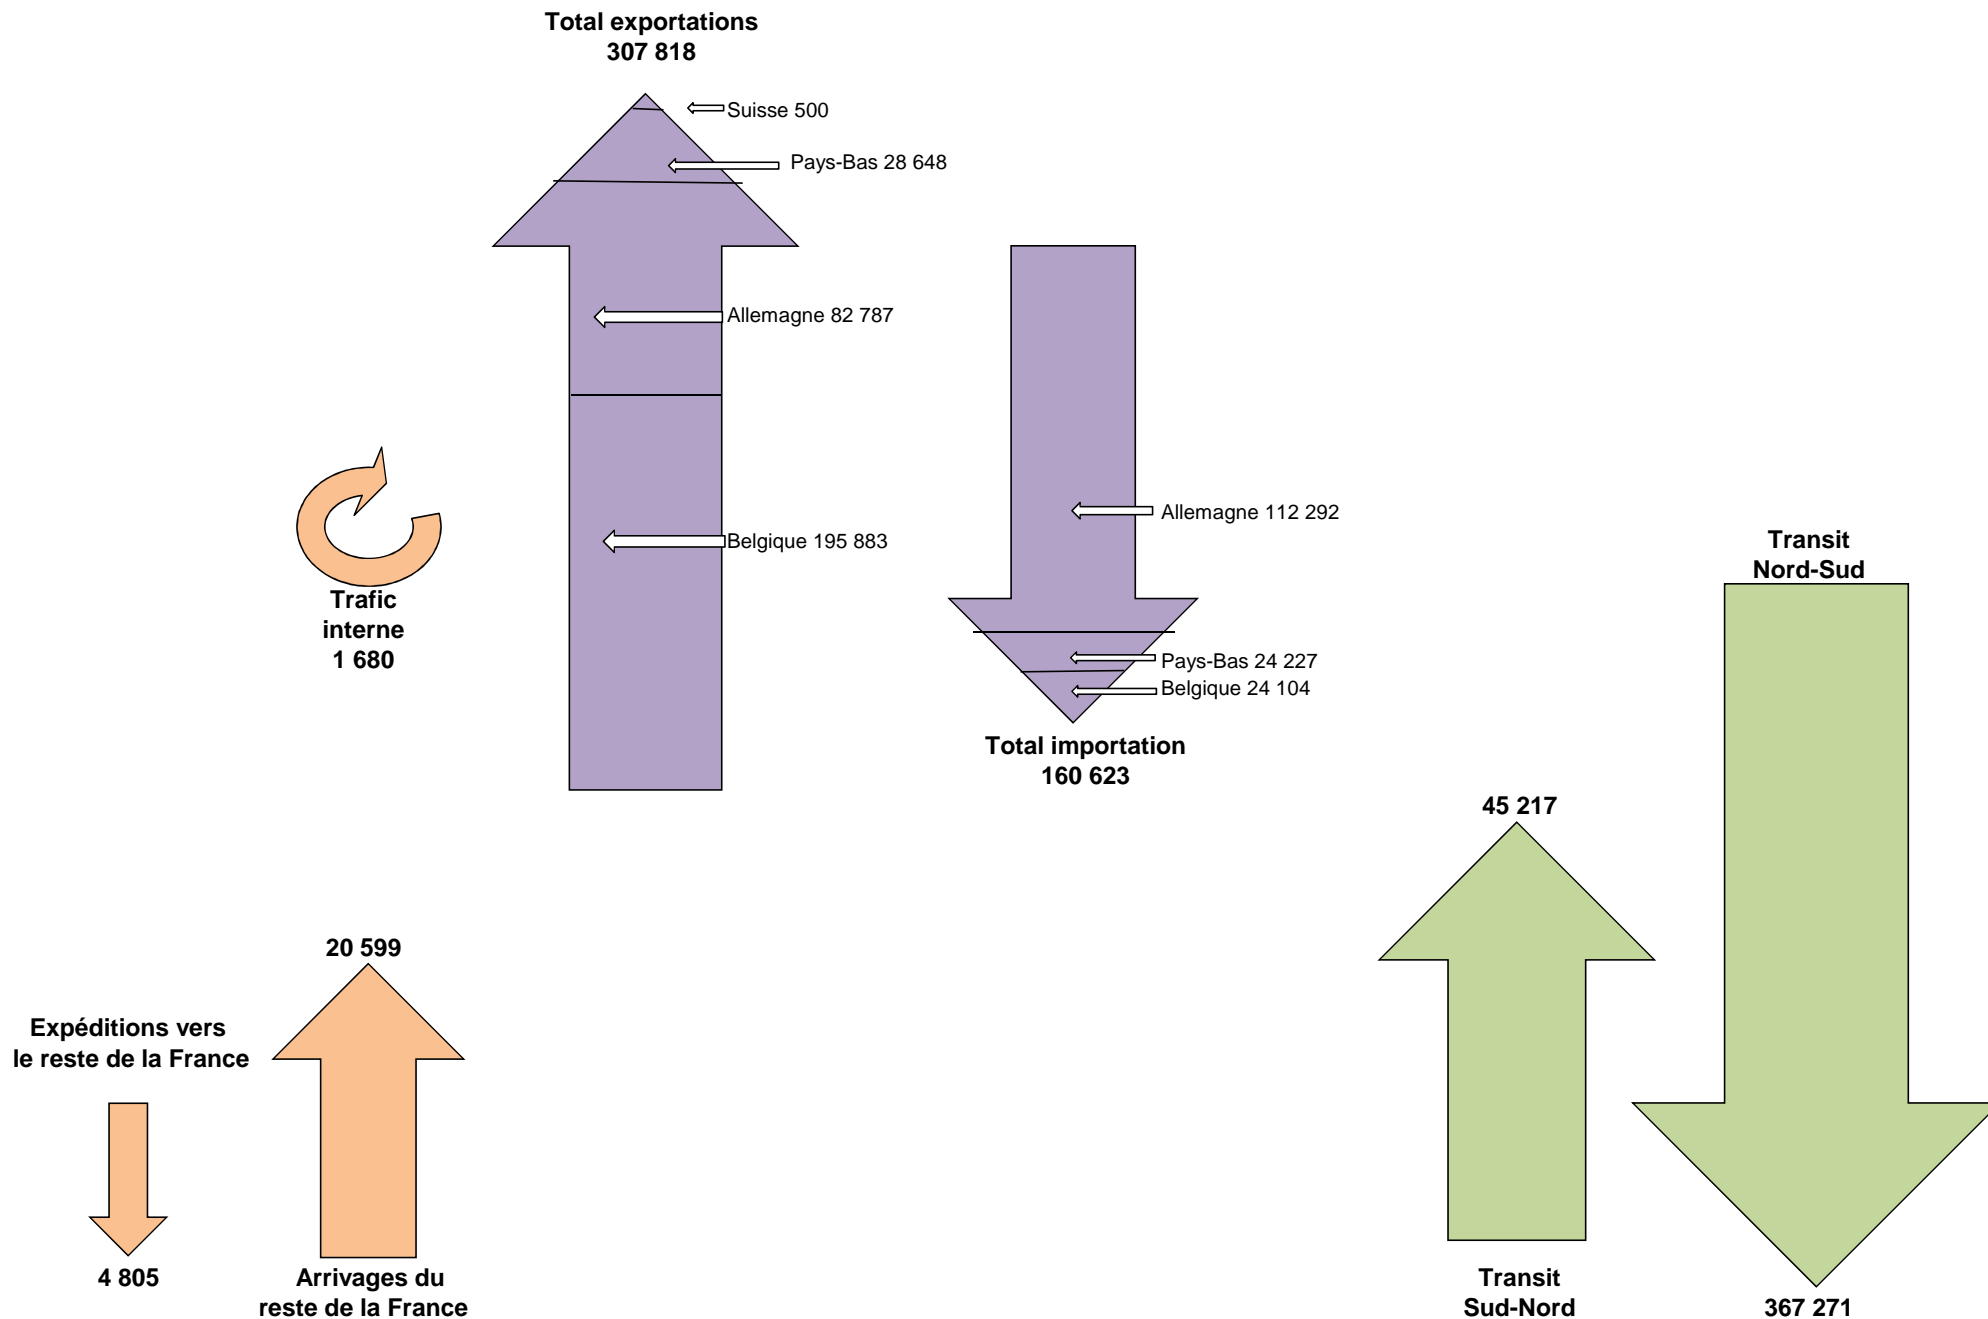 Total exportations
307 818
Suisse 500
Pays-Bas 28 648
Allemagne 82 787
Belgique 195 883
Trafic
interne
1 680
Allemagne 112 292
Pays-Bas 24 227
Belgique 24 104
Total importation
160 623
Transit
Nord-Sud
45 217
20 599
Expéditions vers
le reste de la France
4 805
Arrivages du
reste de la France
Transit
Sud-Nord
367 271